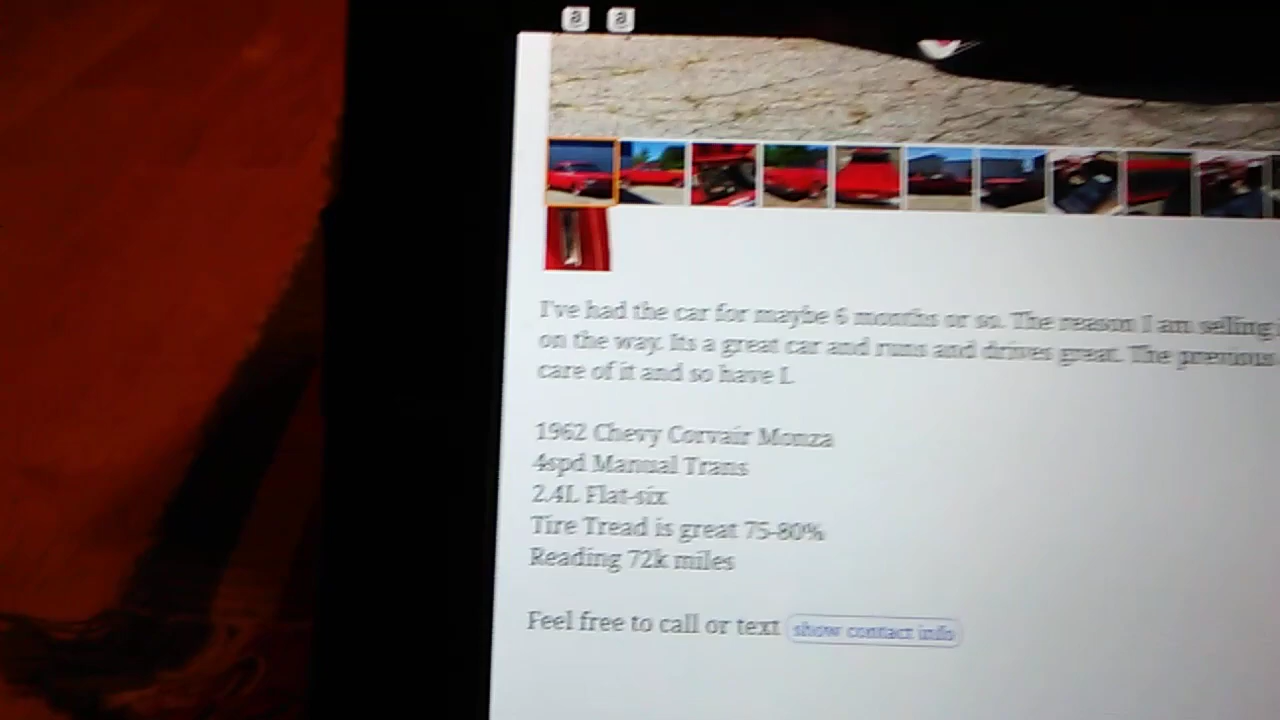 a a
I've had the car for maybe 6 months or so. The reason I am selling
on the way. Its a great car and runs and drives great. The previous
care of it and so have I.
1962 Chevy Corvair Monza
4spd Manual Trans
2.4L Flat-six
Tire Tread is great 75-80%
Reading 72k miles
Feel free to call or text show contact info